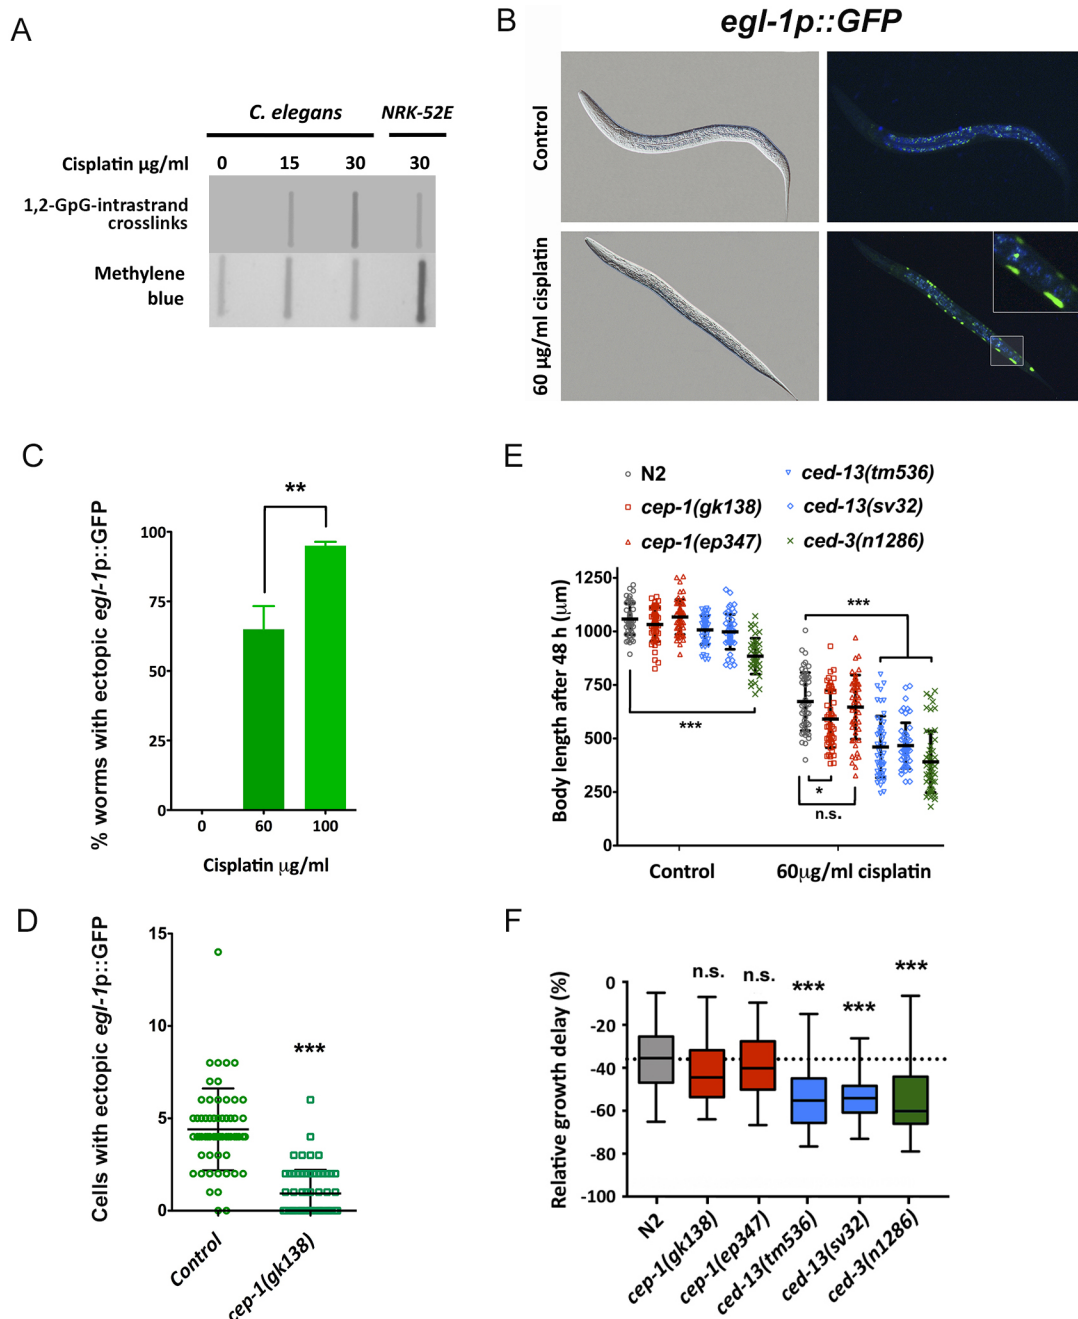 A
C. elegans NRK-52E
Cisplatin µg/ml 0 15 30 30
1,2-GpG-intrastrand
crosslinks
Methylene
blue
B
egl-1p::GFP
Control
60 µg/ml cisplatin
C
% worms with ectopic egl-1p::GFP
100
75
50
25
0
**
0 60 100
Cisplatin µg/ml
D
Cells with ectopic egl-1p::GFP
15
10
5
0
***
Control
cep-1(gk138)
E
N2
cep-1(gk138)
cep-1(ep347)
ced-13(tm536)
ced-13(sv32)
ced-3(n1286)
Body length after 48 h (µm)
1250
1000
750
500
250
0
***
***
*
n.s.
Control 60µg/ml cisplatin
F
Relative growth delay (%)
0
-20
-40
-60
-80
-100
n.s. n.s. *** *** ***
N2
cep-1(gk138)
cep-1(ep347)
ced-13(tm536)
ced-13(sv32)
ced-3(n1286)